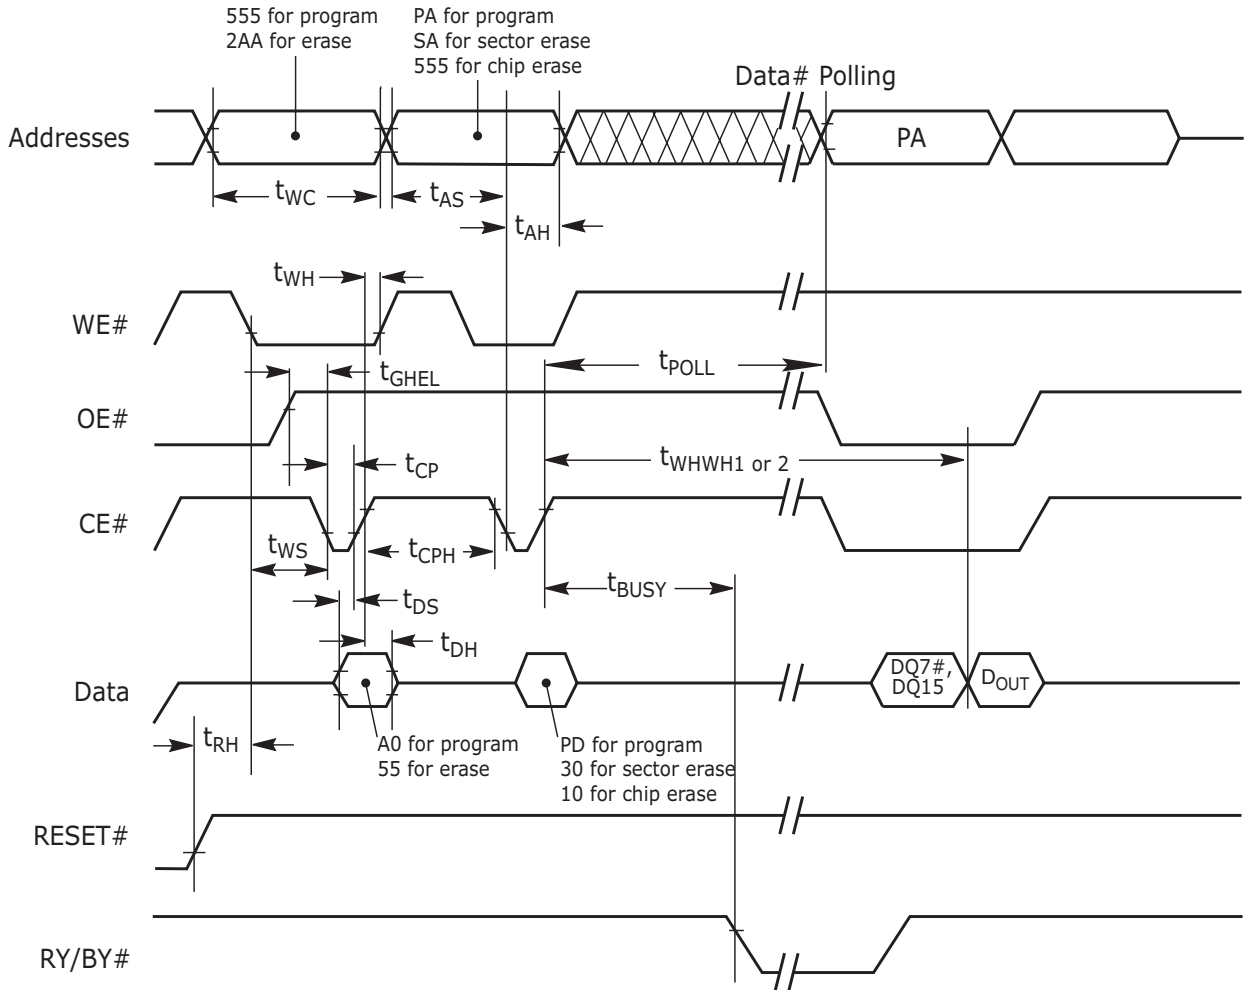 555 for program
2AA for erase
PA for program
SA for sector erase
555 for chip erase
Data# Polling
Addresses
PA
tWC
tAS
tAH
tWH
WE#
tGHEL
tPOLL
OE#
tCP
tWHWH1 or 2
CE#
tWS
tCPH
tBUSY
tDS
tDH
Data
DQ7#,
DQ15
DOUT
tRH
A0 for program
55 for erase
PD for program
30 for sector erase
10 for chip erase
RESET#
RY/BY#